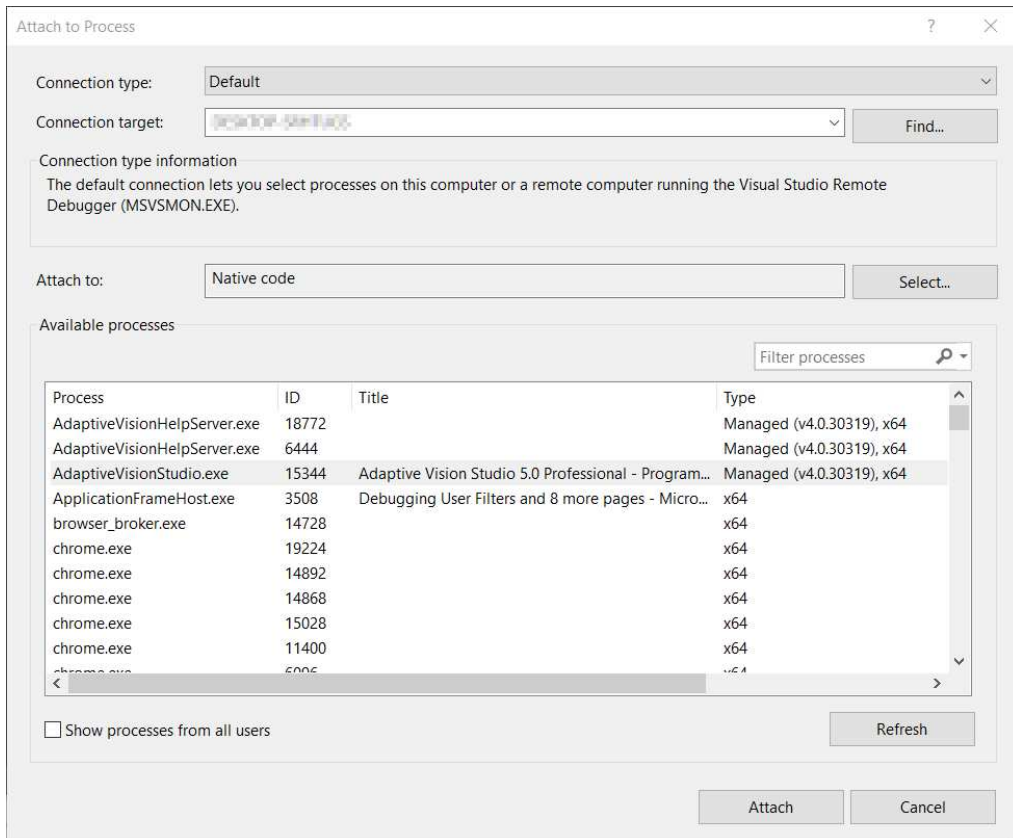 Attach to Process
Connection type:
Default
Connection target:
Find...
Connection type information
The default connection lets you select processes on this computer or a remote computer running the Visual Studio Remote
Debugger (MSVSMON.EXE).
Attach to:
Native code
Select...
Available processes
Filter processes
Process ID Title Type
AdaptiveVisionHelpServer.exe 18772 Managed (v4.0.30319), x64
AdaptiveVisionHelpServer.exe 6444 Managed (v4.0.30319), x64
AdaptiveVisionStudio.exe 15344 Adaptive Vision Studio 5.0 Professional - Program... Managed (v4.0.30319), x64
ApplicationFrameHost.exe 3508 Debugging User Filters and 8 more pages - Micro... x64
browser_broker.exe 14728 x64
chrome.exe 19224 x64
chrome.exe 14892 x64
chrome.exe 14868 x64
chrome.exe 15028 x64
chrome.exe 11400 x64
Show processes from all users
Refresh
Attach
Cancel